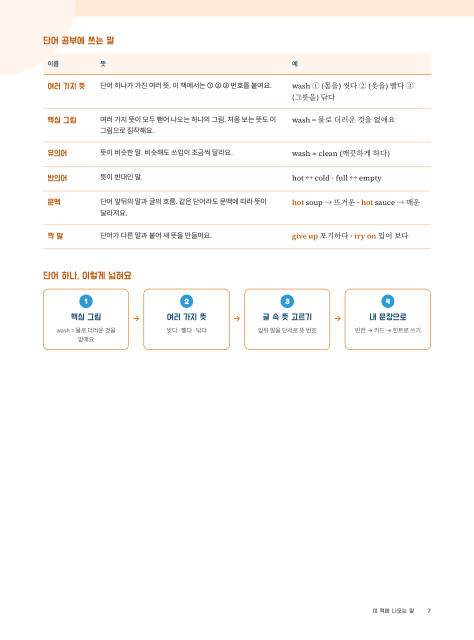 단어 공부에 쓰는 말
이름 뜻 예
여러 가지 뜻 단어 하나가 가진 여러 뜻. 이 책에서는 ① ② ③ 번호를 붙여요. wash ① (몸을) 씻다 ② (옷을) 빨다 ③
(그릇을) 닦다
핵심 그림 여러 가지 뜻이 모두 뻗어 나오는 하나의 그림. 처음 보는 뜻도 이 wash = 물로 더러운 것을 없애요
그림으로 짐작해요.
유의어 뜻이 비슷한 말. 비슷해도 쓰임이 조금씩 달라요. wash = clean (깨끗하게 하다)
반의어 뜻이 반대인 말. hot ↔ cold · full ↔ empty
문맥 단어 앞뒤의 말과 글의 흐름. 같은 단어라도 문맥에 따라 뜻이 hot soup → 뜨거운 · hot sauce → 매운
달라져요.
짝 말 단어가 다른 말과 붙어 새 뜻을 만들어요. give up 포기하다 · try on 입어 보다
단어 하나, 이렇게 넓혀요
1 2 3 4
핵심 그림 → 여러 가지 뜻 → 글 속 뜻 고르기 → 내 문장으로
wash = 물로 더러운 것을 씻다 · 빨다 · 닦다 앞뒤 말을 단서로 뜻 번호 빈칸 → 카드 → 힌트로 쓰기
없애요
이 책에 나오는 말 7